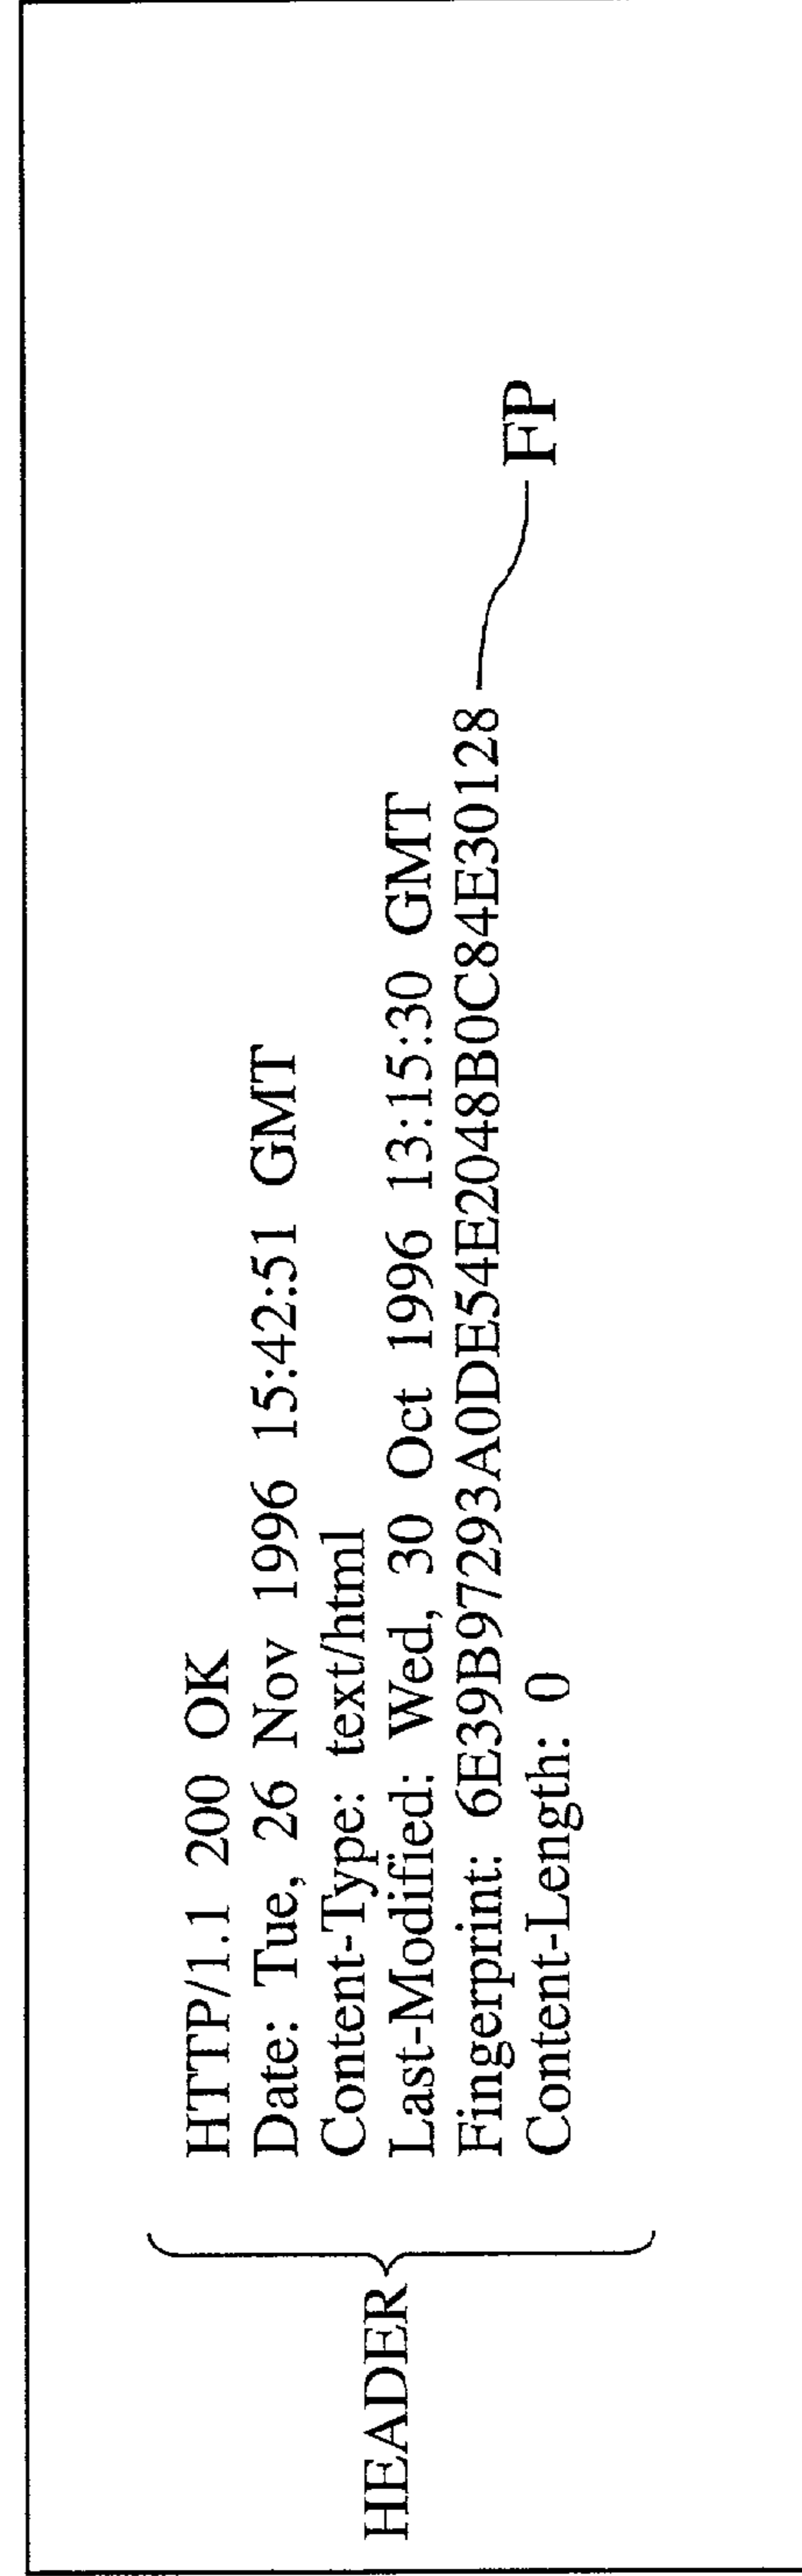 HEADER
HTTP/1.1 200 OK
Date: Tue, 26 Nov 1996 15:42:51 GMT
Content-Type: text/html
Last-Modified: Wed, 30 Oct 1996 13:15:30 GMT
Fingerprint: 6E39B97293A0DE54E2048B0C84E30128
FP
Content-Length: 0